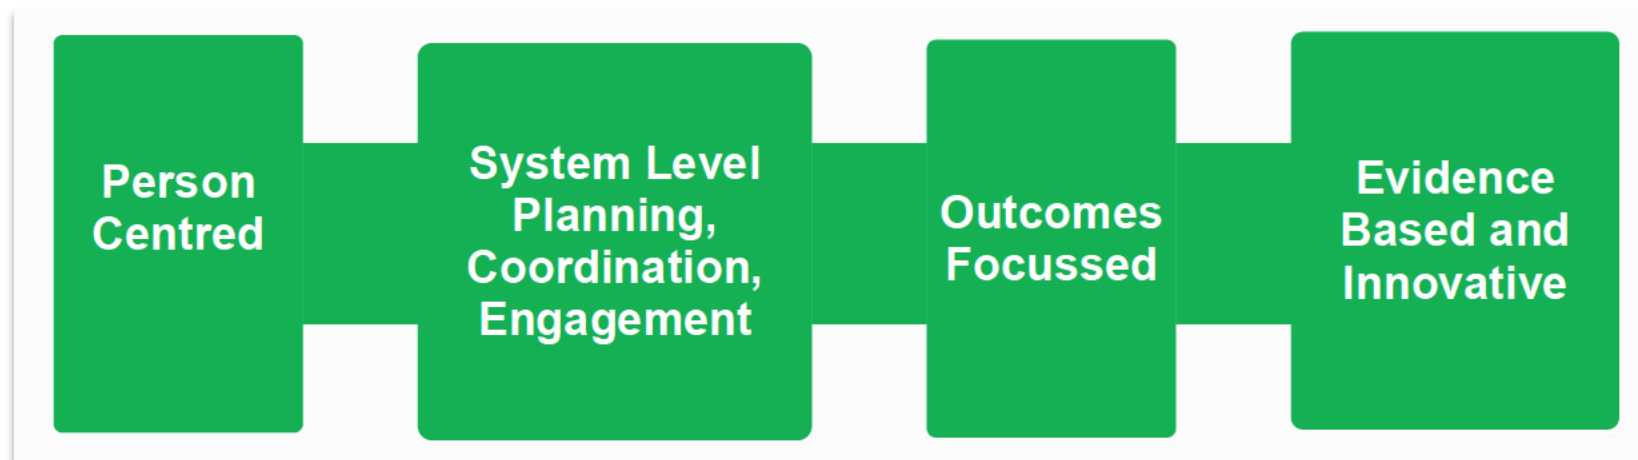 Person
Centred
System Level
Planning,
Coordination,
Engagement
Outcomes
Focussed
Evidence
Based and
Innovative